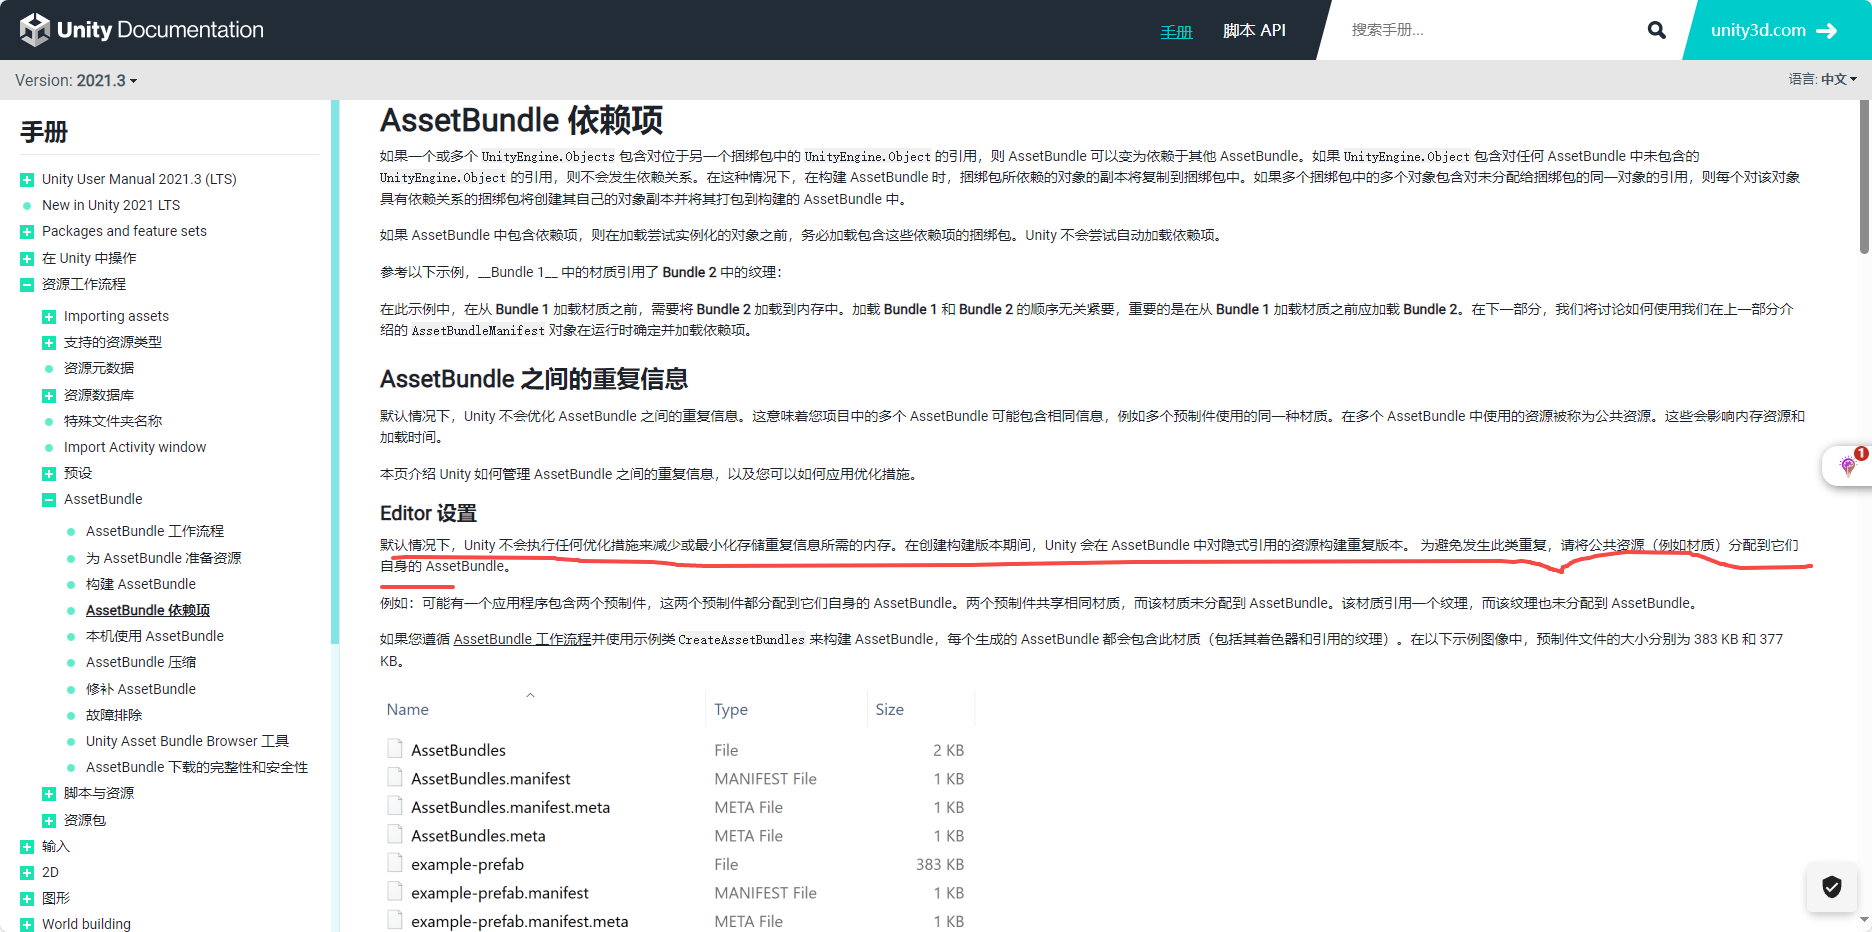 Unity Documentation
手册
脚本 API
搜索手册...
unity3d.com
Version: 2021.3
语言: 中文
手册
Unity User Manual 2021.3 (LTS)
New in Unity 2021 LTS
Packages and feature sets
在 Unity 中操作
资源工作流程
Importing assets
支持的资源类型
资源元数据
资源数据库
特殊文件夹名称
Import Activity window
预设
AssetBundle
AssetBundle 工作流程
为 AssetBundle 准备资源
构建 AssetBundle
AssetBundle 依赖项
本机使用 AssetBundle
AssetBundle 压缩
修补 AssetBundle
故障排除
Unity Asset Bundle Browser 工具
AssetBundle 下载的完整性和安全性
脚本与资源
资源包
输入
2D
图形
World building
AssetBundle 依赖项
如果一个或多个 UnityEngine.Objects 包含对位于另一个捆绑包中的 UnityEngine.Object 的引用，则 AssetBundle 可以变为依赖于其他 AssetBundle。如果 UnityEngine.Object 包含对任何 AssetBundle 中未包含的
UnityEngine.Object 的引用，则不会发生依赖关系。在这种情况下，在构建 AssetBundle 时，捆绑包所依赖的对象的副本将复制到捆绑包中。如果多个捆绑包中的多个对象包含对未分配给捆绑包的同一对象的引用，则每个对该对象
具有依赖关系的捆绑包将创建其自己的对象副本并将其打包到构建的 AssetBundle 中。
如果 AssetBundle 中包含依赖项，则在加载尝试实例化的对象之前，务必加载包含这些依赖项的捆绑包。Unity 不会尝试自动加载依赖项。
参考以下示例，__Bundle 1__ 中的材质引用了 Bundle 2 中的纹理：
在此示例中，在从 Bundle 1 加载材质之前，需要将 Bundle 2 加载到内存中。加载 Bundle 1 和 Bundle 2 的顺序无关紧要，重要的是在从 Bundle 1 加载材质之前应加载 Bundle 2。在下一部分，我们将讨论如何使用我们在上一部分介
绍的 AssetBundleManifest 对象在运行时确定并加载依赖项。
AssetBundle 之间的重复信息
默认情况下，Unity 不会优化 AssetBundle 之间的重复信息。这意味着您项目中的多个 AssetBundle 可能包含相同信息，例如多个预制件使用的同一种材质。在多个 AssetBundle 中使用的资源被称为公共资源。这些会影响内存资源和
加载时间。
本页介绍 Unity 如何管理 AssetBundle 之间的重复信息，以及您可以如何应用优化措施。
Editor 设置
默认情况下，Unity 不会执行任何优化措施来减少或最小化存储重复信息所需的内存。在创建构建版本期间，Unity 会在 AssetBundle 中对隐式引用的资源构建重复版本。 为避免发生此类重复，请将公共资源（例如材质）分配到它们
自身的 AssetBundle。
例如：可能有一个应用程序包含两个预制件，这两个预制件都分配到它们自身的 AssetBundle。两个预制件共享相同材质，而该材质未分配到 AssetBundle。该材质引用一个纹理，而该纹理也未分配到 AssetBundle。
如果您遵循 AssetBundle 工作流程并使用示例类 CreateAssetBundles 来构建 AssetBundle，每个生成的 AssetBundle 都会包含此材质（包括其着色器和引用的纹理）。在以下示例图像中，预制件文件的大小分别为 383 KB 和 377
KB。
Name Type Size
AssetBundles File 2 KB
AssetBundles.manifest MANIFEST File 1 KB
AssetBundles.manifest.meta META File 1 KB
AssetBundles.meta META File 1 KB
example-prefab File 383 KB
example-prefab.manifest MANIFEST File 1 KB
example-prefab.manifest.meta META File 1 KB
1